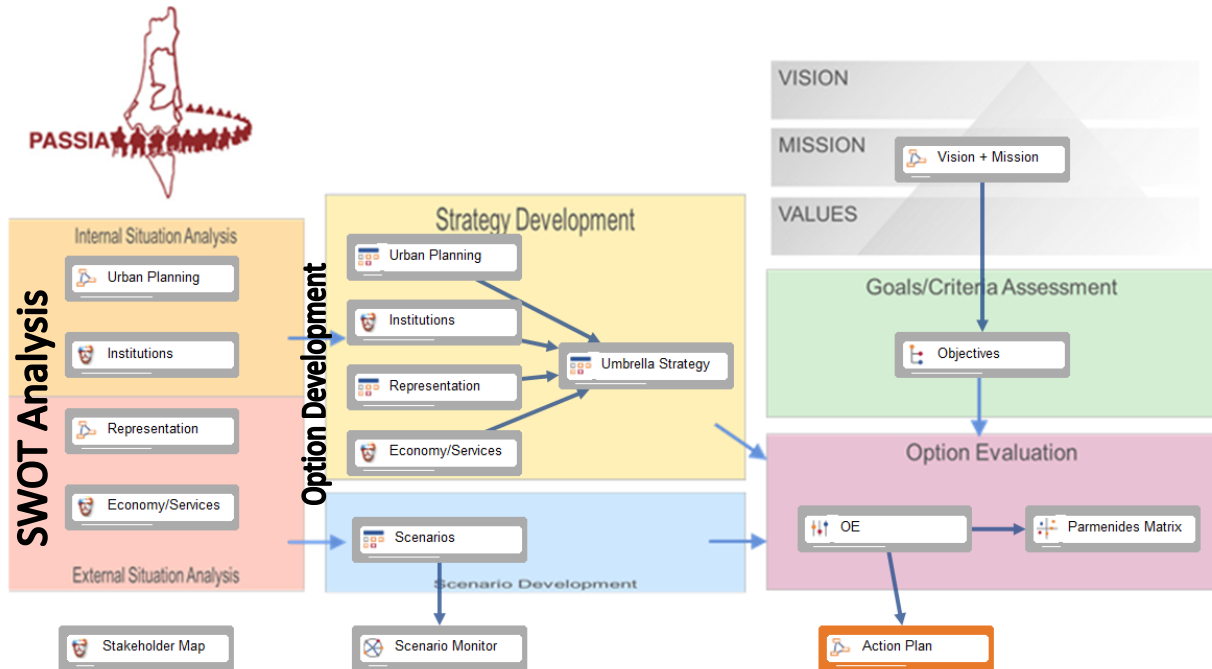 PASSIA
SWOT Analysis
Internal Situation Analysis
Urban Planning
Institutions
Representation
Economy/Services
External Situation Analysis
Stakeholder Map
Option Development
Strategy Development
Urban Planning
Institutions
Representation
Economy/Services
Umbrella Strategy
Scenarios
Scenario Development
Scenario Monitor
VISION
MISSION
Vision + Mission
VALUES
Goals/Criteria Assessment
Objectives
Option Evaluation
OE
Parmenides Matrix
Action Plan